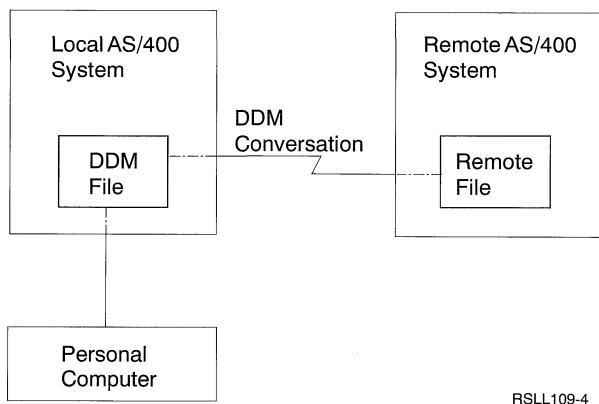 Local AS/400
System
Remote AS/400
System
DDM
Conversation
DDM
File
Remote
File
Personal
Computer
RSLL109-4